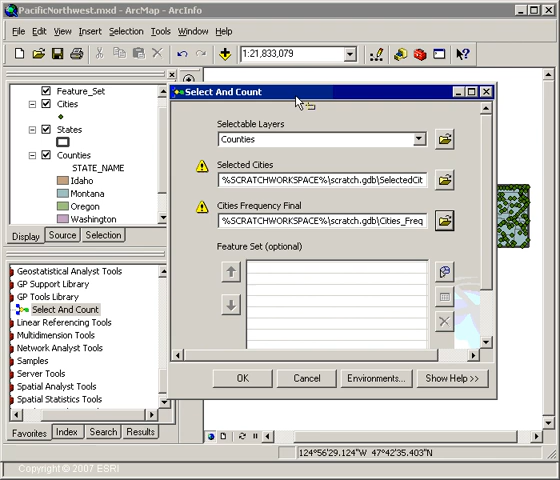 PacificNorthwest.mxd - ArcMap - ArcInfo
File Edit View Insert Selection Tools Window Help
1:21,833,079
Feature_Set
Cities
States
Counties
STATE_NAME
Idaho
Montana
Oregon
Washington
Display Source Selection
Geostatistical Analyst Tools
GP Support Library
GP Tools Library
Select And Count
Linear Referencing Tools
Multidimension Tools
Network Analyst Tools
Samples
Server Tools
Spatial Analyst Tools
Spatial Statistics Tools
Favorites Index Search Results
Select And Count
Selectable Layers
Counties
Selected Cities
%SCRATCHWORKSPACE%\scratch.gdb\SelectedCit
Cities Frequency Final
%SCRATCHWORKSPACE%\scratch.gdb\Cities_Freq
Feature Set (optional)
OK Cancel Environments... Show Help >>
124°56'29.124"W 47°42'35.403"N
Copyright © 2007 ESRI